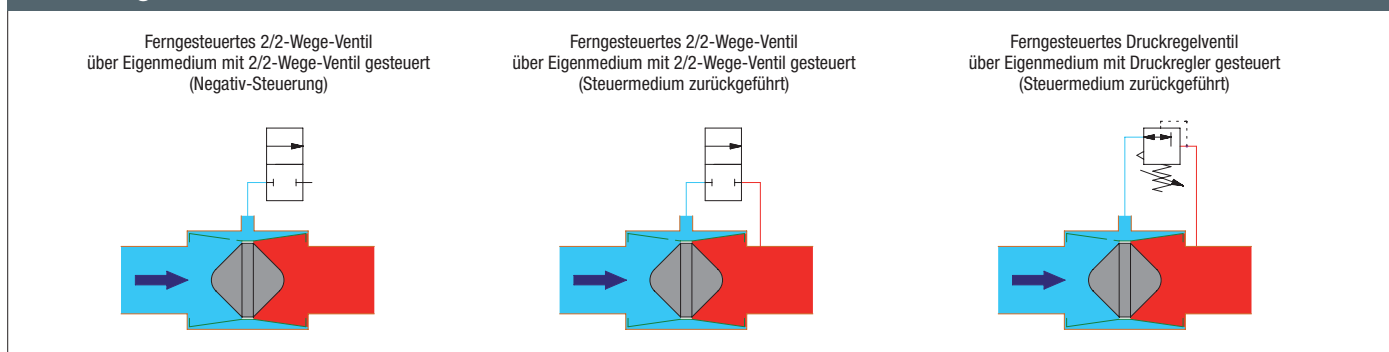 Ferngesteuertes 2/2-Wege-Ventil
über Eigenmedium mit 2/2-Wege-Ventil gesteuert
(Negativ-Steuerung)
Ferngesteuertes 2/2-Wege-Ventil
über Eigenmedium mit 2/2-Wege-Ventil gesteuert
(Steuermedium zurückgeführt)
Ferngesteuertes Druckregelventil
über Eigenmedium mit Druckregler gesteuert
(Steuermedium zurückgeführt)